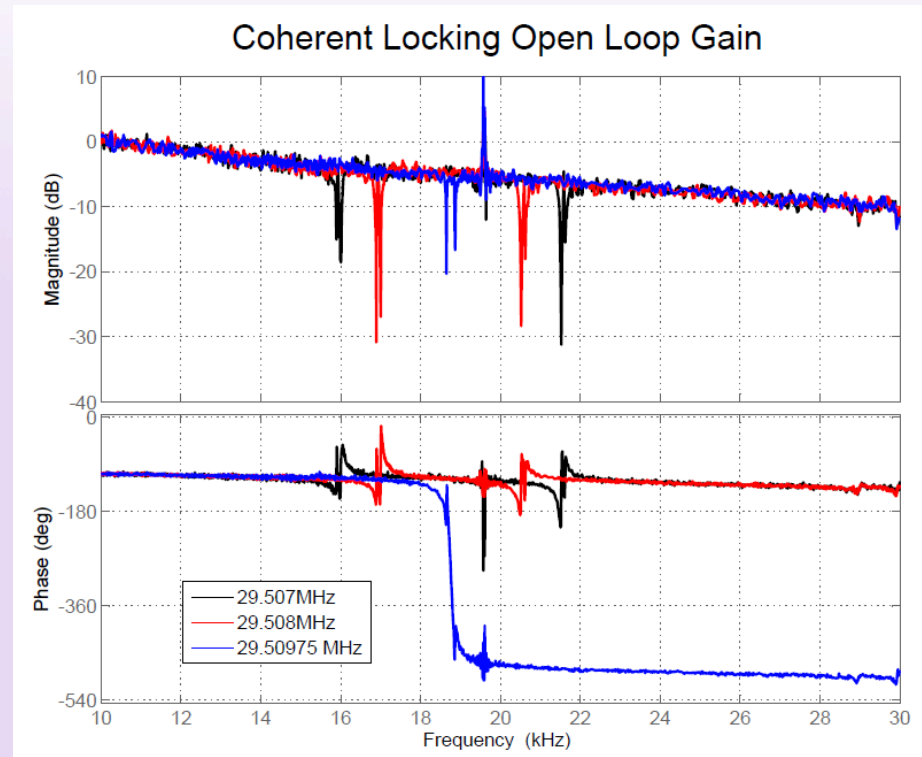 Coherent Locking Open Loop Gain
10
0
-10
-20
-30
-40
Magnitude (dB)
0
-180
-360
-540
Phase (deg)
29.507MHz
29.508MHz
29.50975 MHz
10 12 14 16 18 20 22 24 26 28 30
Frequency (kHz)